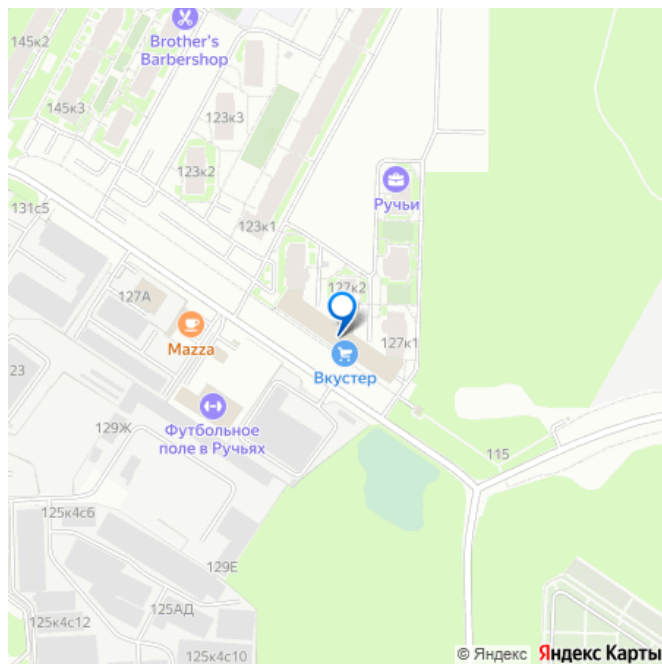 145к2
Brother's
Barbershop
145к3
123к3
123к2
Ручьи
131с5
123к1
127А
127к2
Mazza
127к1
Вкустер
23
Футбольное
поле в Ручьях
129Ж
115
125к4с6
129Е
125АД
125к4с12
125к4с10
© Яндекс
Яндекс Карты